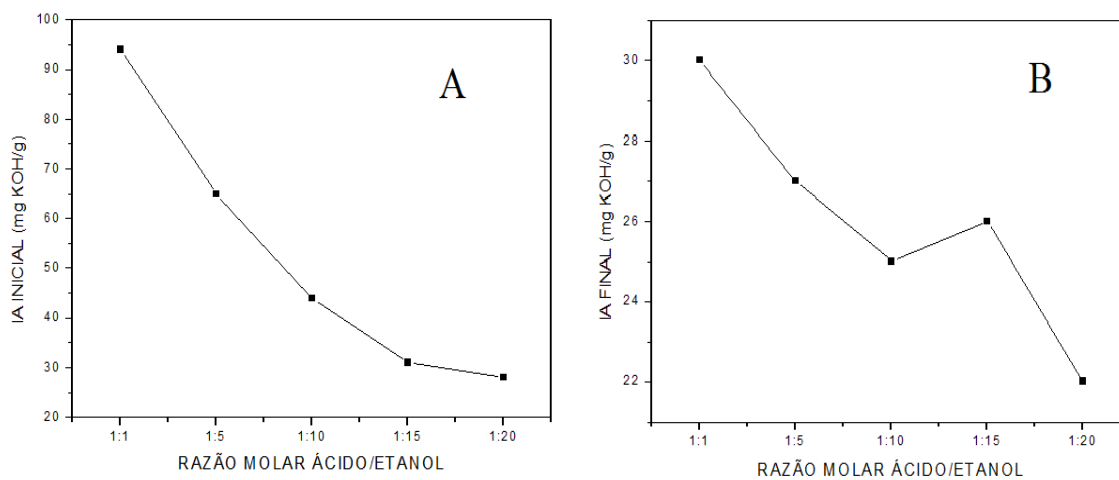 A
IA INICIAL (mg KOH/g)
100
90
80
70
60
50
40
30
20
1:1 1:5 1:10 1:15 1:20
RAZÃO MOLAR ÁCIDO/ETANOL
B
IA FINAL (mg KOH/g)
30
28
26
24
22
1:1 1:5 1:10 1:15 1:20
RAZÃO MOLAR ÁCIDO/ETANOL